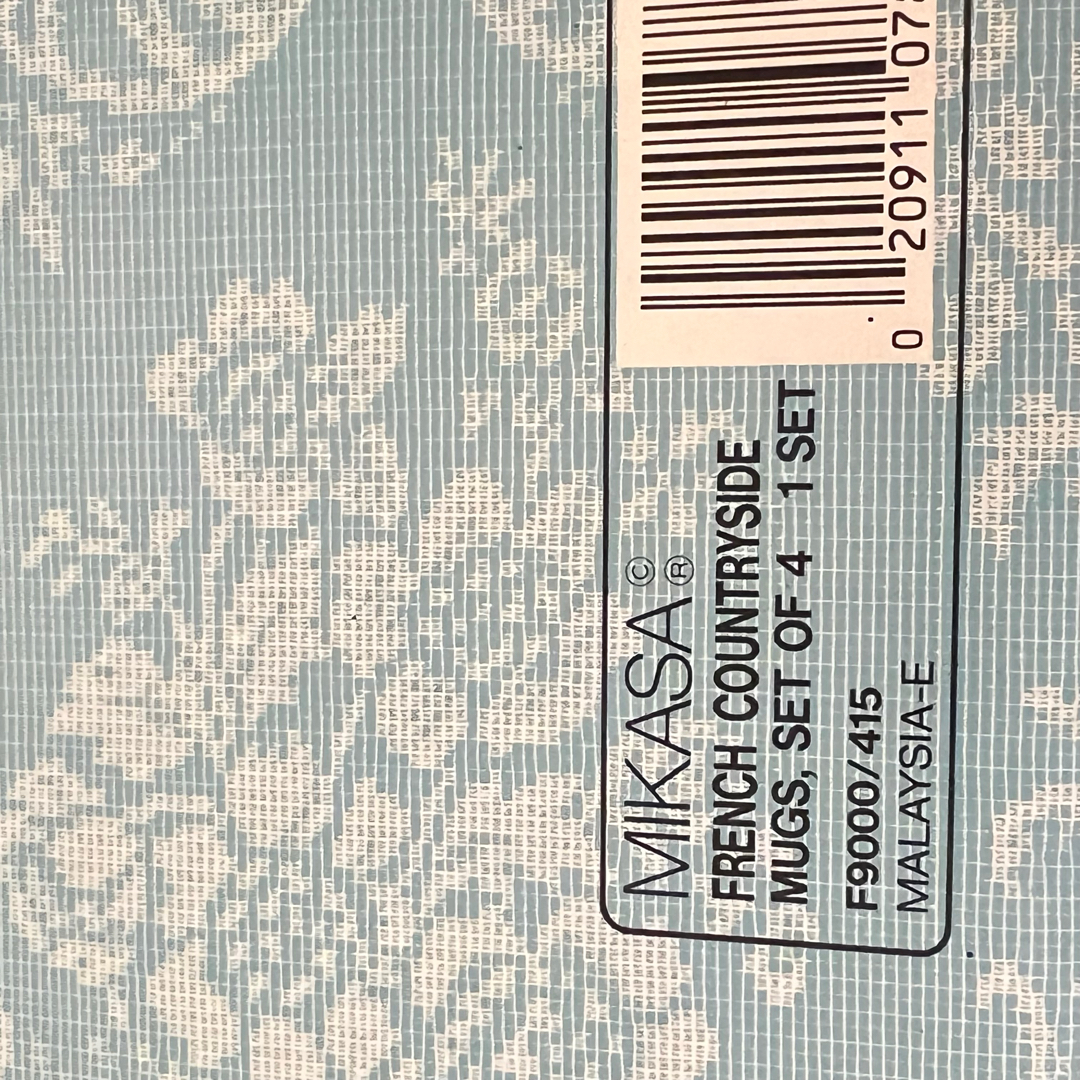 MIKASA © ®
FRENCH COUNTRYSIDE
MUGS, SET OF 4 1 SET
F9000/415
MALAYSIA-E
0 20911 07